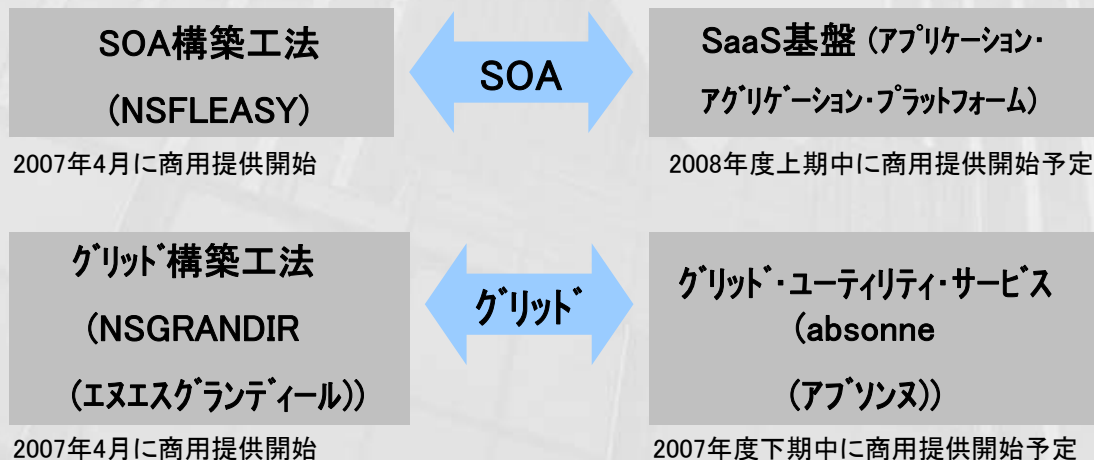 SOA構築工法
(NSFLEASY)
SOA
SaaS基盤 (ｱﾌﾟﾘｹｰｼｮﾝ･
ｱｸﾞﾘｹﾞｰｼｮﾝ･ﾌﾟﾗｯﾄﾌｫｰﾑ)
2007年4月に商用提供開始
2008年度上期中に商用提供開始予定
ｸﾞﾘｯﾄﾞ構築工法
(NSGRANDIR
(ｴﾇｴｽｸﾞﾗﾝﾃﾞｨｰﾙ))
ｸﾞﾘｯﾄﾞ
ｸﾞﾘｯﾄﾞ･ﾕｰﾃｨﾘﾃｨ･ｻｰﾋﾞｽ
(absonne
(ｱﾌﾞｿﾝﾇ))
2007年4月に商用提供開始
2007年度下期中に商用提供開始予定